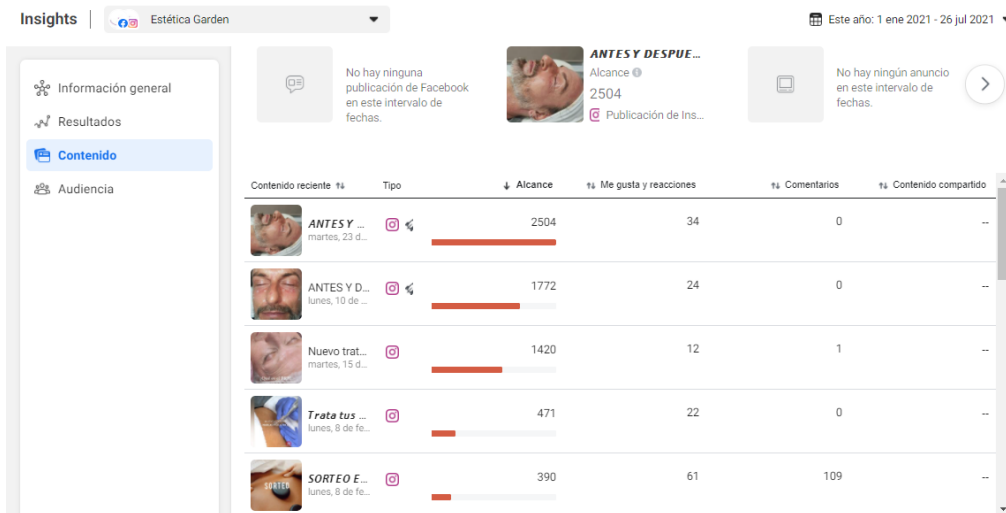 Insights
Estética Garden
Este año: 1 ene 2021 - 26 jul 2021
Información general
Resultados
Contenido
Audiencia
No hay ninguna
publicación de Facebook
en este intervalo de
fechas.
ANTES Y DESPUE...
Alcance
2504
Publicación de Ins...
No hay ningún anuncio
en este intervalo de
fechas.
Contenido reciente Tipo Alcance Me gusta y reacciones Comentarios Contenido compartido
ANTES Y ... 2504 34 0 --
martes, 23 d...
ANTES Y D... 1772 24 0 --
lunes, 10 de ...
Nuevo trat... 1420 12 1 --
martes, 15 d...
Trata tus ... 471 22 0 --
lunes, 8 de fe...
SORTEO E... 390 61 109 --
SORTEO
lunes, 8 de fe...